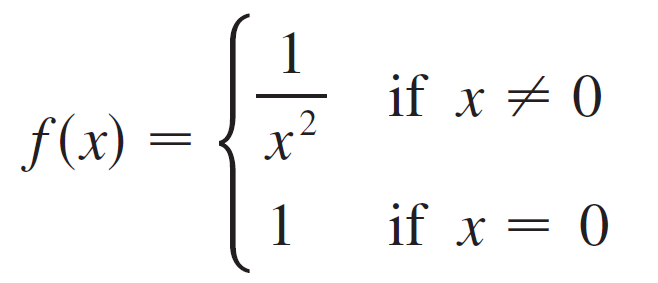 f(x) = { 1/x² if x ≠ 0
1 if x = 0